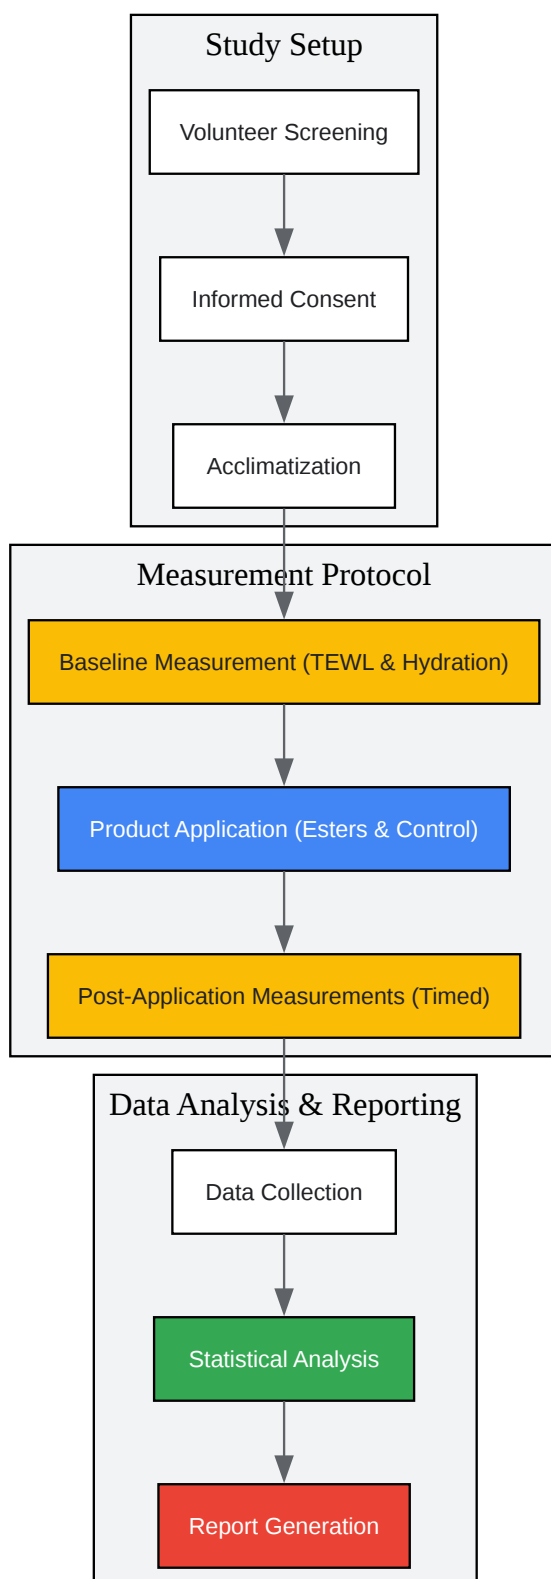 Study Setup
Volunteer Screening
Informed Consent
Acclimatization
Measurement Protocol
Baseline Measurement (TEWL & Hydration)
Product Application (Esters & Control)
Post-Application Measurements (Timed)
Data Analysis & Reporting
Data Collection
Statistical Analysis
Report Generation